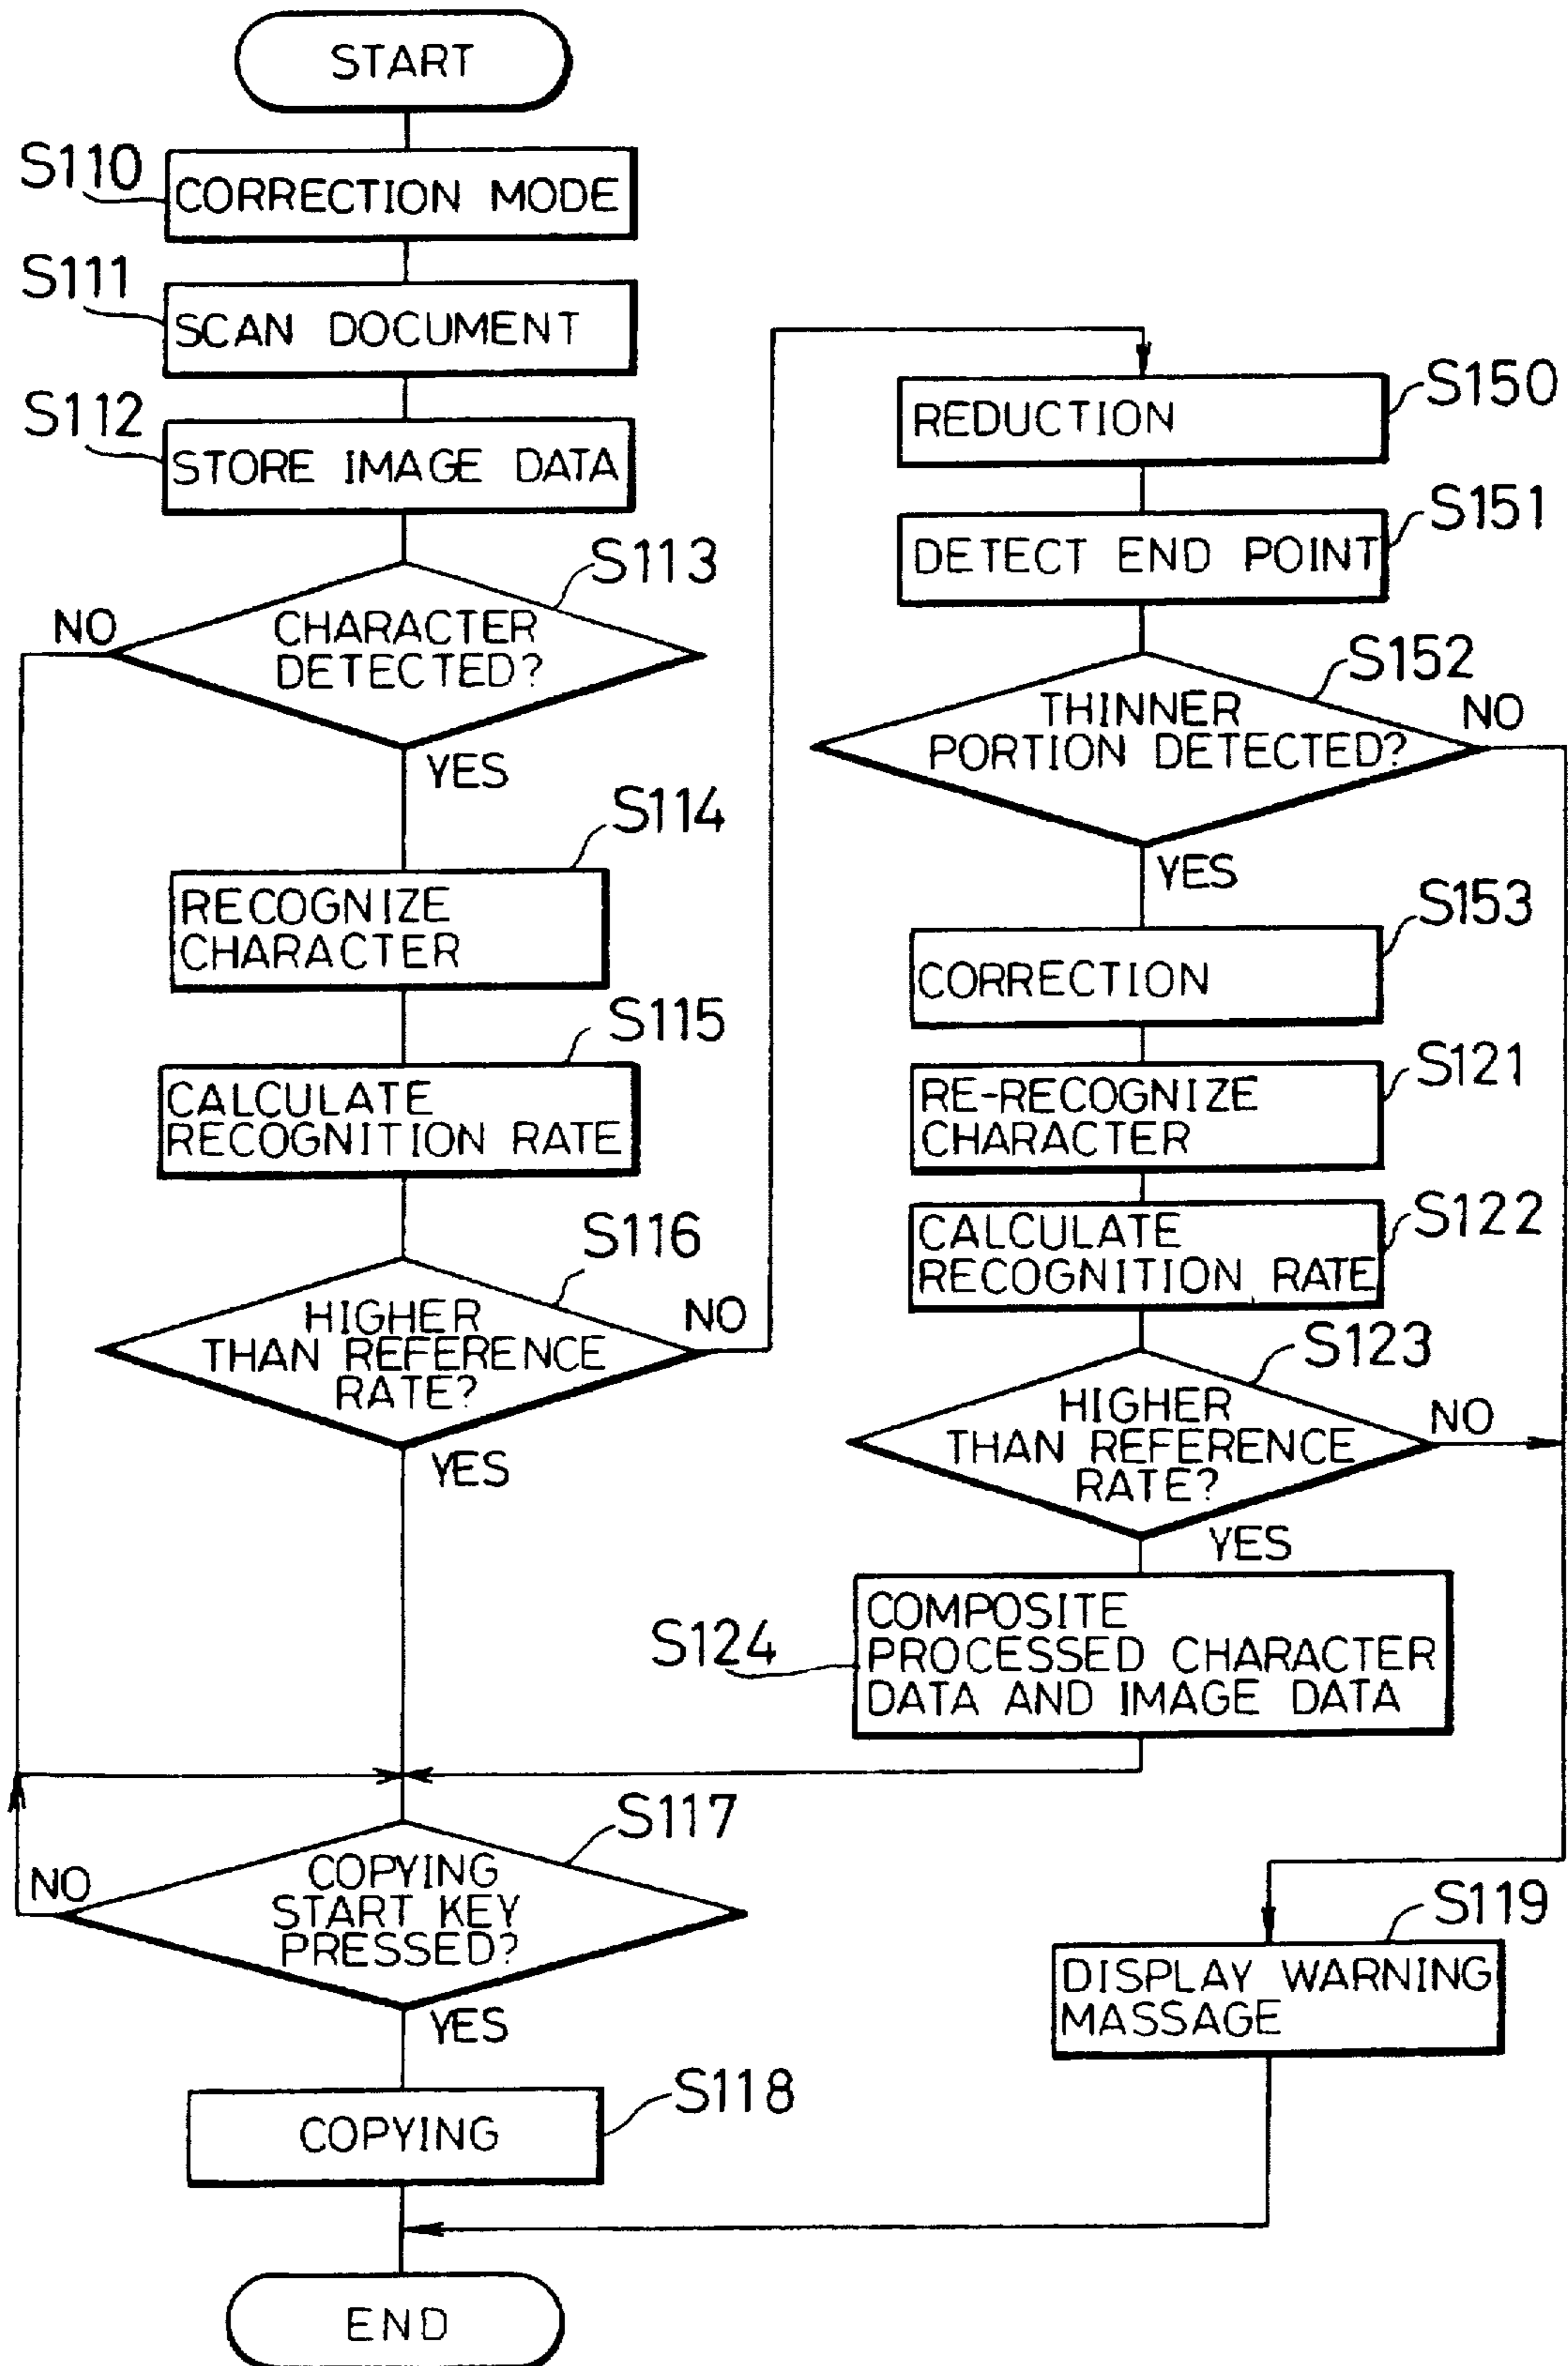 START
S110
CORRECTION MODE
S111
SCAN DOCUMENT
S112
STORE IMAGE DATA
S113
CHARACTER
DETECTED?
NO
YES
S114
RECOGNIZE
CHARACTER
S115
CALCULATE
RECOGNITION RATE
S116
HIGHER
THAN REFERENCE
RATE?
NO
YES
S150
REDUCTION
S151
DETECT END POINT
S152
THINNER
PORTION DETECTED?
NO
YES
S153
CORRECTION
S121
RE-RECOGNIZE
CHARACTER
S122
CALCULATE
RECOGNITION RATE
S123
HIGHER
THAN REFERENCE
RATE?
NO
YES
S124
COMPOSITE
PROCESSED CHARACTER
DATA AND IMAGE DATA
S117
COPYING
START KEY
PRESSED?
NO
YES
S118
COPYING
S119
DISPLAY WARNING
MASSAGE
END